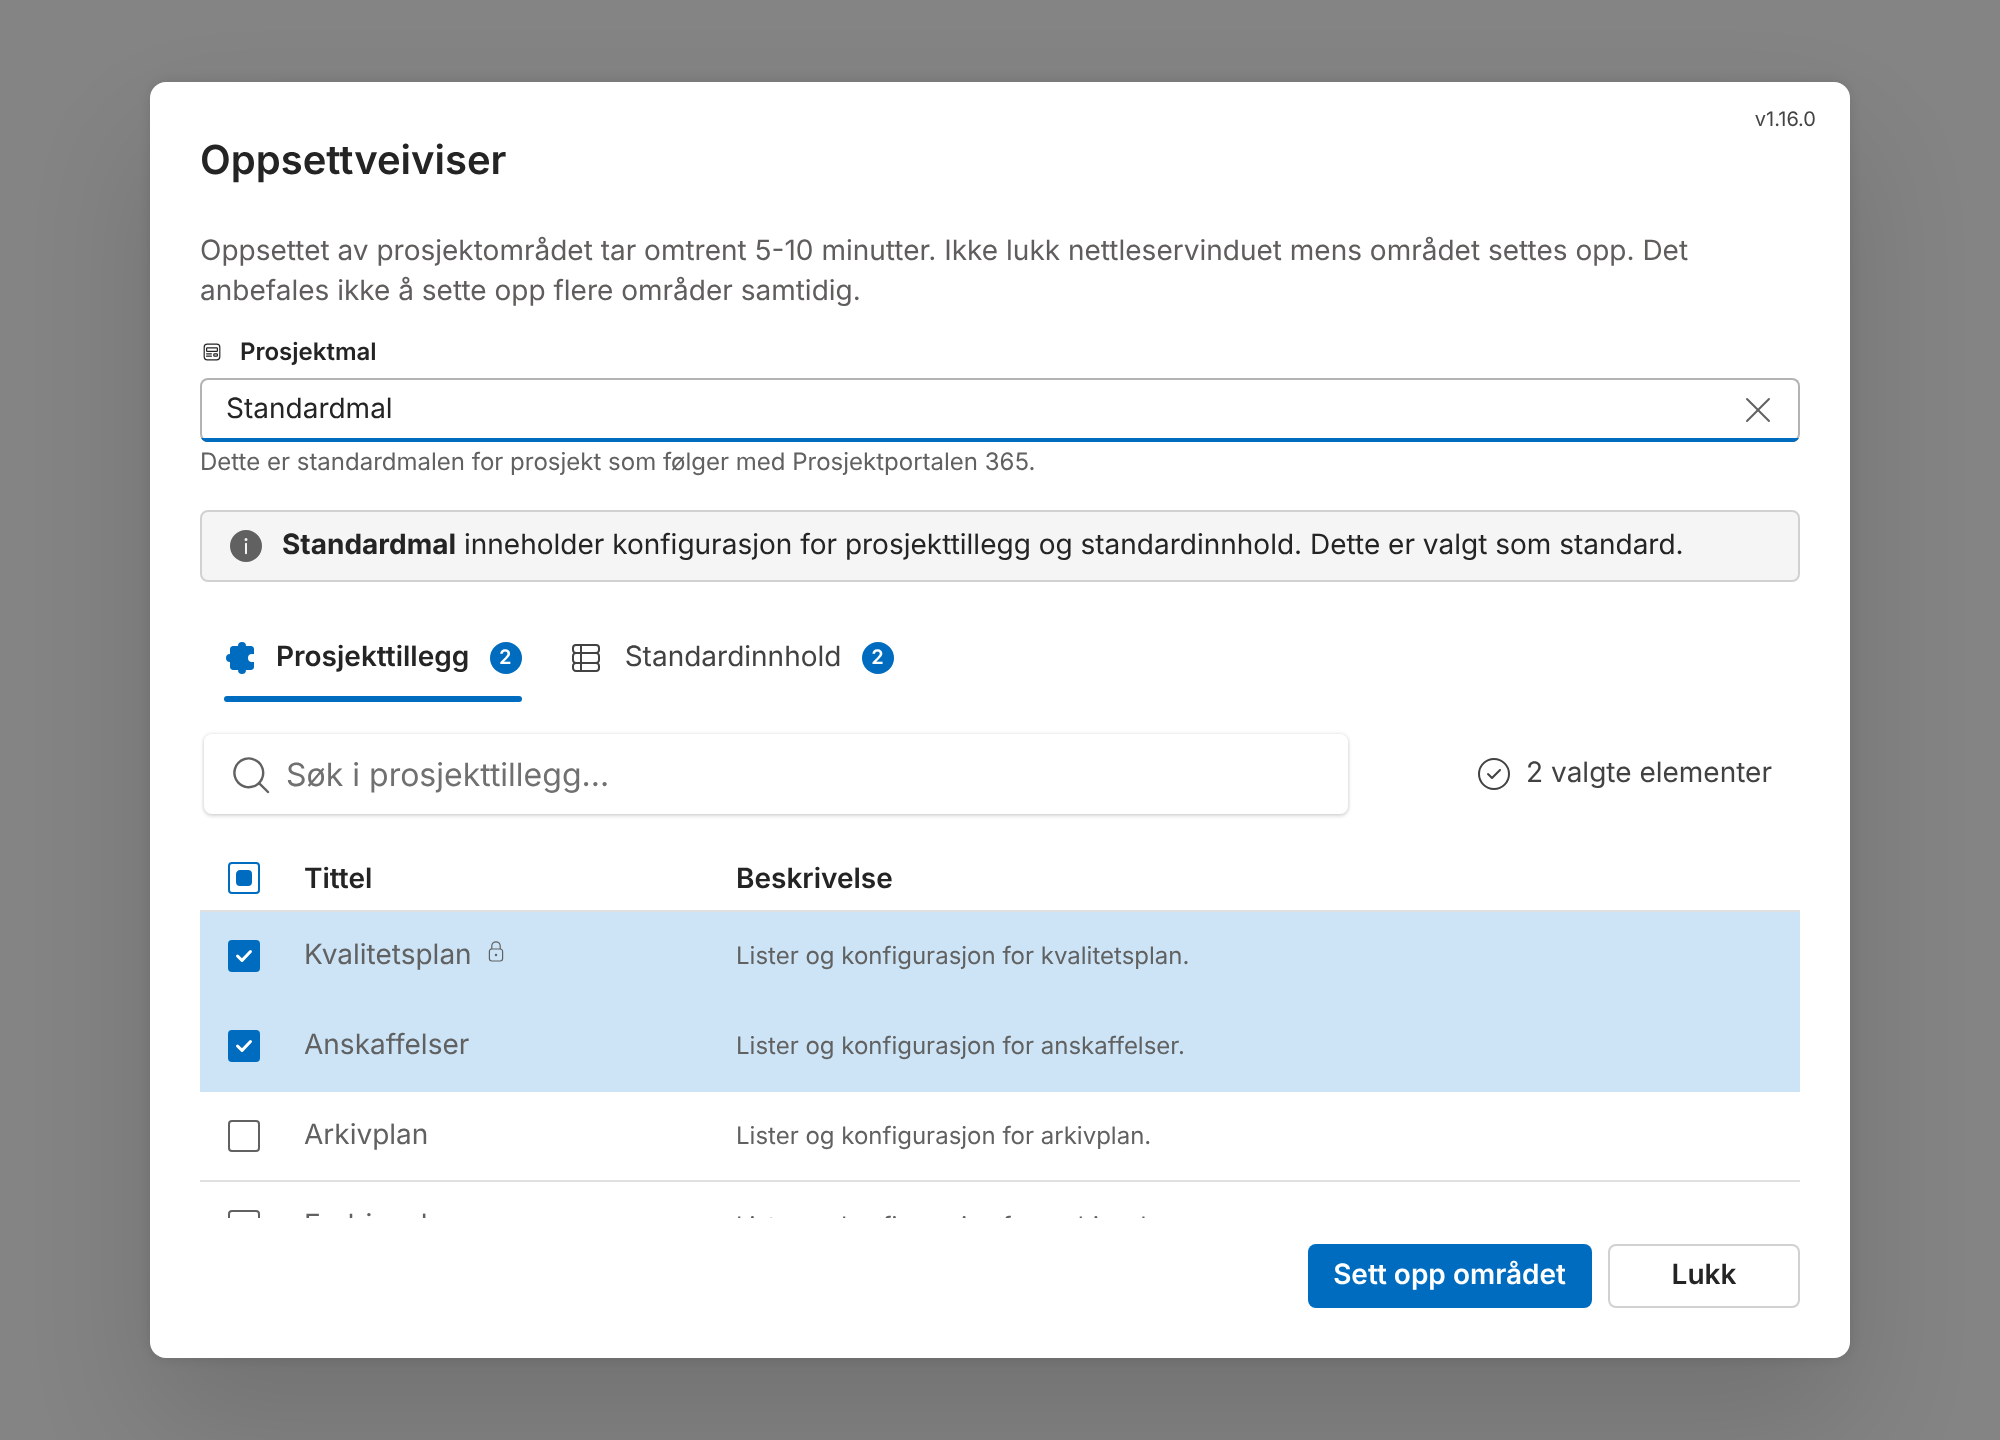 v1.16.0
Oppsettveiviser
Oppsettet av prosjektområdet tar omtrent 5-10 minutter. Ikke lukk nettleservinduet mens området settes opp. Det
anbefales ikke å sette opp flere områder samtidig.
Prosjektmal
Standardmal
Dette er standardmalen for prosjekt som følger med Prosjektportalen 365.
Standardmal inneholder konfigurasjon for prosjekttillegg og standardinnhold. Dette er valgt som standard.
Prosjekttillegg 2 Standardinnhold 2
Søk i prosjekttillegg...
2 valgte elementer
Tittel Beskrivelse
Kvalitetsplan Lister og konfigurasjon for kvalitetsplan.
Anskaffelser Lister og konfigurasjon for anskaffelser.
Arkivplan Lister og konfigurasjon for arkivplan.
Sett opp området Lukk